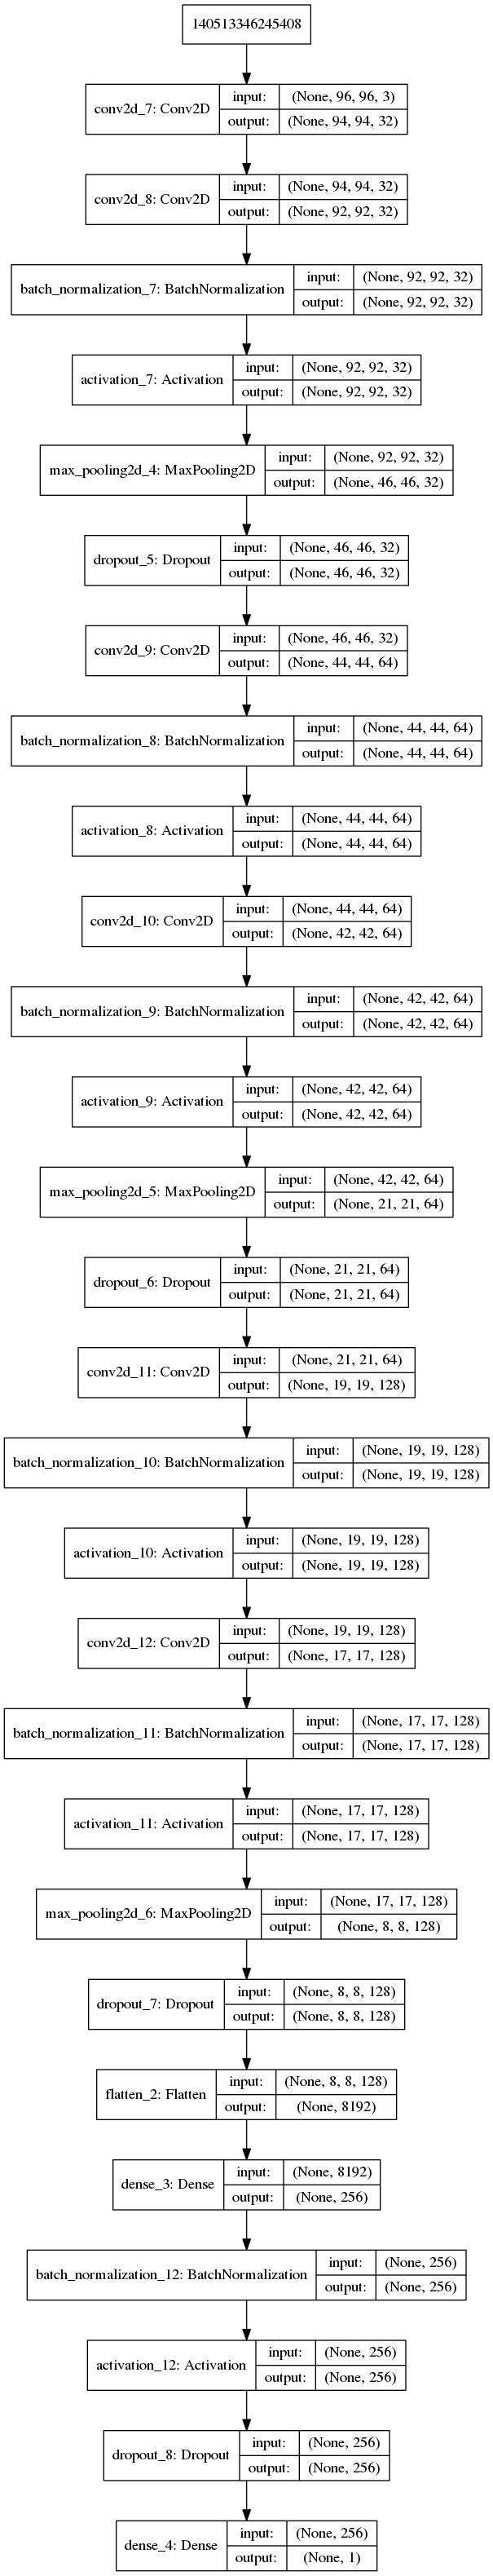 140513346245408
conv2d_7: Conv2D
input: (None, 96, 96, 3)
output: (None, 94, 94, 32)
conv2d_8: Conv2D
input: (None, 94, 94, 32)
output: (None, 92, 92, 32)
batch_normalization_7: BatchNormalization
input: (None, 92, 92, 32)
output: (None, 92, 92, 32)
activation_7: Activation
input: (None, 92, 92, 32)
output: (None, 92, 92, 32)
max_pooling2d_4: MaxPooling2D
input: (None, 92, 92, 32)
output: (None, 46, 46, 32)
dropout_5: Dropout
input: (None, 46, 46, 32)
output: (None, 46, 46, 32)
conv2d_9: Conv2D
input: (None, 46, 46, 32)
output: (None, 44, 44, 64)
batch_normalization_8: BatchNormalization
input: (None, 44, 44, 64)
output: (None, 44, 44, 64)
activation_8: Activation
input: (None, 44, 44, 64)
output: (None, 44, 44, 64)
conv2d_10: Conv2D
input: (None, 44, 44, 64)
output: (None, 42, 42, 64)
batch_normalization_9: BatchNormalization
input: (None, 42, 42, 64)
output: (None, 42, 42, 64)
activation_9: Activation
input: (None, 42, 42, 64)
output: (None, 42, 42, 64)
max_pooling2d_5: MaxPooling2D
input: (None, 42, 42, 64)
output: (None, 21, 21, 64)
dropout_6: Dropout
input: (None, 21, 21, 64)
output: (None, 21, 21, 64)
conv2d_11: Conv2D
input: (None, 21, 21, 64)
output: (None, 19, 19, 128)
batch_normalization_10: BatchNormalization
input: (None, 19, 19, 128)
output: (None, 19, 19, 128)
activation_10: Activation
input: (None, 19, 19, 128)
output: (None, 19, 19, 128)
conv2d_12: Conv2D
input: (None, 19, 19, 128)
output: (None, 17, 17, 128)
batch_normalization_11: BatchNormalization
input: (None, 17, 17, 128)
output: (None, 17, 17, 128)
activation_11: Activation
input: (None, 17, 17, 128)
output: (None, 17, 17, 128)
max_pooling2d_6: MaxPooling2D
input: (None, 17, 17, 128)
output: (None, 8, 8, 128)
dropout_7: Dropout
input: (None, 8, 8, 128)
output: (None, 8, 8, 128)
flatten_2: Flatten
input: (None, 8, 8, 128)
output: (None, 8192)
dense_3: Dense
input: (None, 8192)
output: (None, 256)
batch_normalization_12: BatchNormalization
input: (None, 256)
output: (None, 256)
activation_12: Activation
input: (None, 256)
output: (None, 256)
dropout_8: Dropout
input: (None, 256)
output: (None, 256)
dense_4: Dense
input: (None, 256)
output: (None, 1)